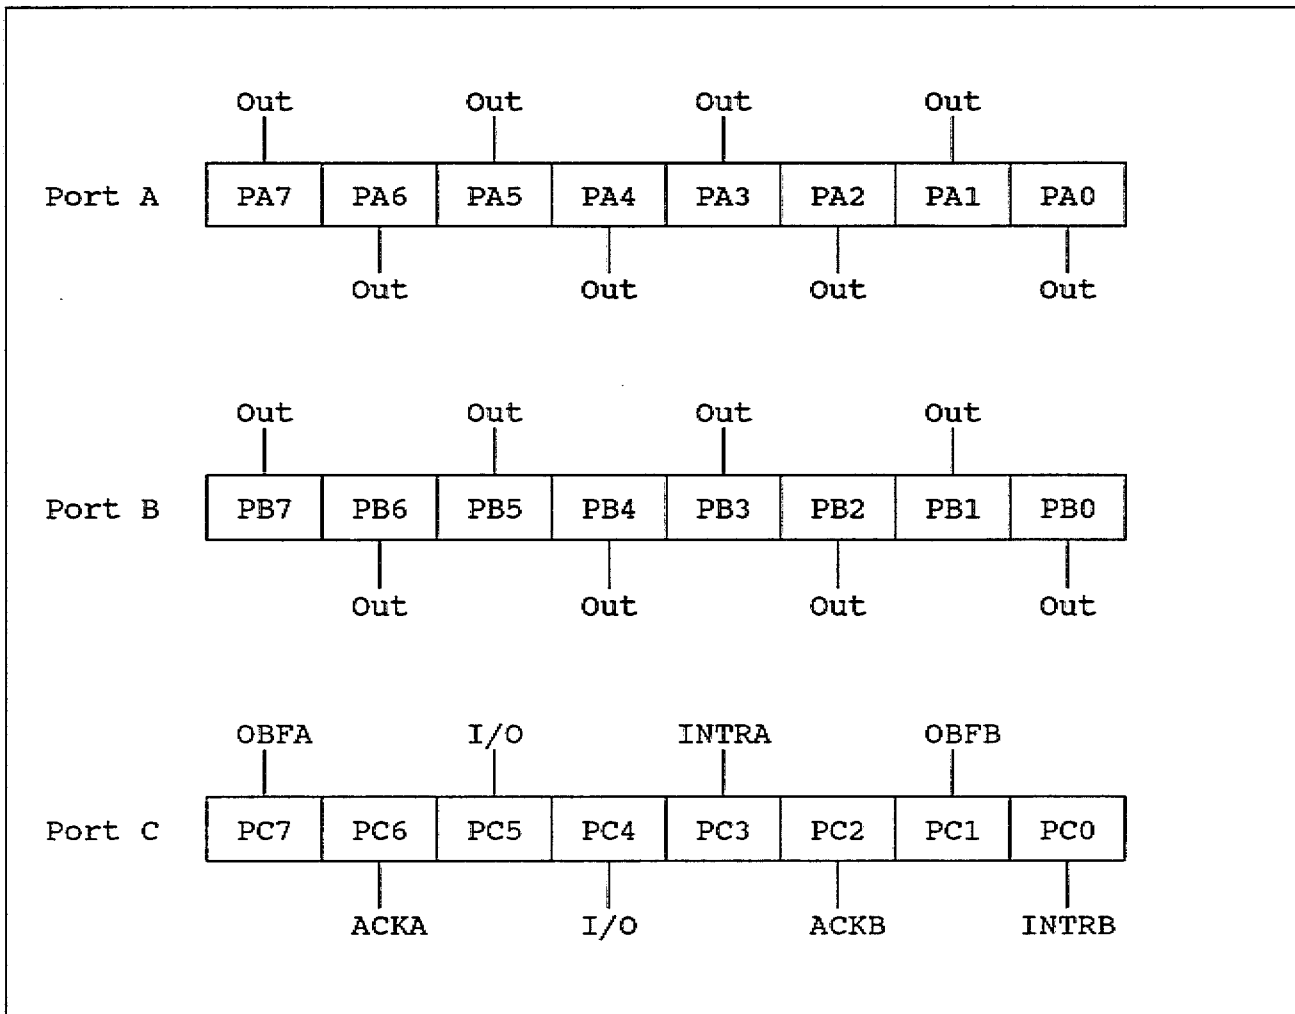 Out Out Out Out
Port A PA7 PA6 PA5 PA4 PA3 PA2 PA1 PA0
Out Out Out Out
Out Out Out Out
Port B PB7 PB6 PB5 PB4 PB3 PB2 PB1 PB0
Out Out Out Out
OBFA I/O INTRA OBFB
Port C PC7 PC6 PC5 PC4 PC3 PC2 PC1 PC0
ACKA I/O ACKB INTRB